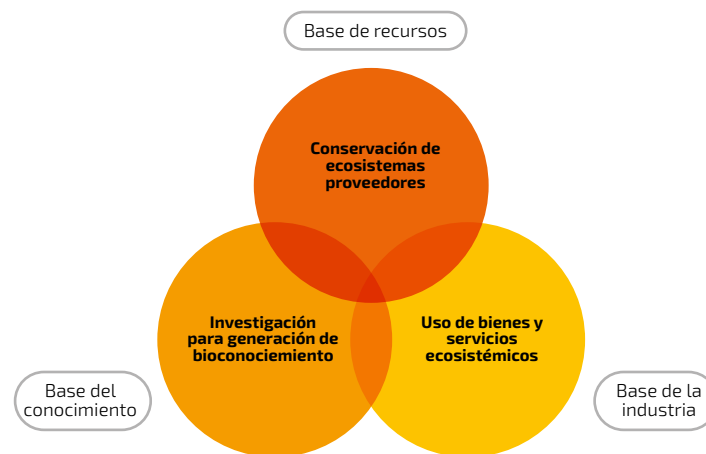 Base de recursos
Conservación de
ecosistemas
proveedores
Investigación
para generación de
bioconociemiento
Uso de bienes y
servicios
ecosistémicos
Base del
conocimiento
Base de la
industria